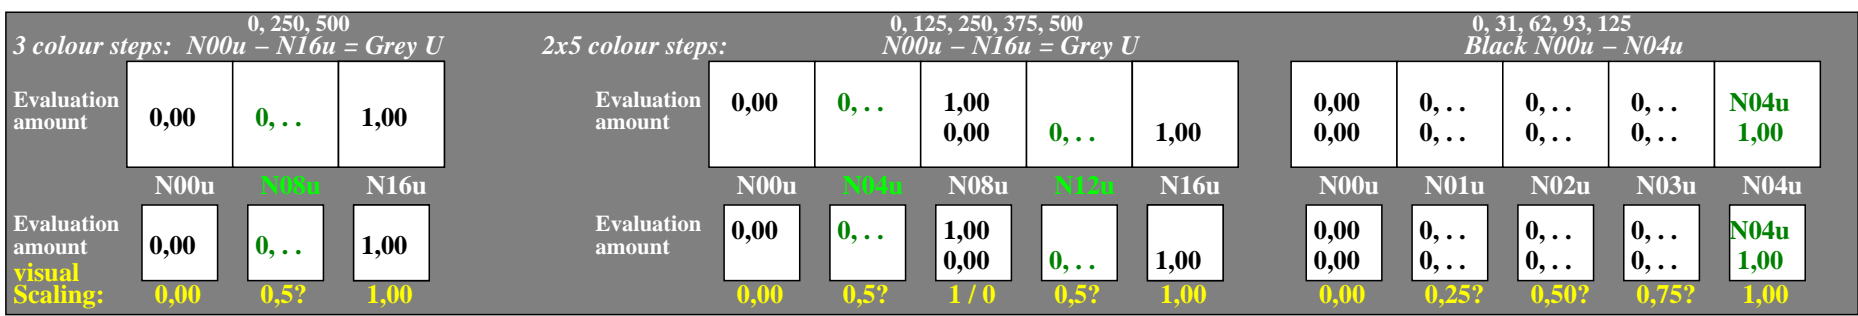 0, 250, 500
3 colour steps: N00u – N16u = Grey U
Evaluation
amount
0,00 0, . . 1,00
N00u N08u N16u
Evaluation
amount
0,00 0, . . 1,00
visual
Scaling: 0,00 0,5? 1,00
0, 125, 250, 375, 500
2x5 colour steps: N00u – N16u = Grey U
Evaluation
amount
0,00 0, . . 1,00
0,00 0, . . 1,00
N00u N04u N08u N12u N16u
Evaluation
amount
0,00 0, . . 1,00
0,00 0, . . 1,00
0,00 0,5? 1 / 0 0,5? 1,00
0, 31, 62, 93, 125
Black N00u – N04u
0,00 0, . . 0, . . 0, . . N04u
0,00 0, . . 0, . . 0, . . 1,00
N00u N01u N02u N03u N04u
0,00 0, . . 0, . . 0, . . N04u
0,00 0, . . 0, . . 0, . . 1,00
0,00 0,25? 0,50? 0,75? 1,00